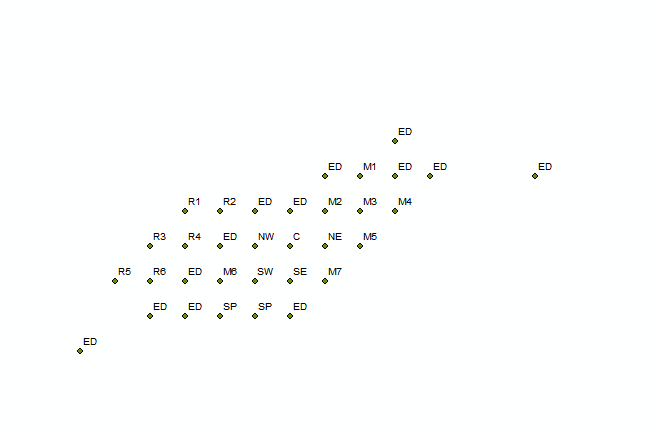 ED
ED M1 ED ED ED
R1 R2 ED ED M2 M3 M4
R3 R4 ED NW C NE M5
R5 R6 ED M6 SW SE M7
ED ED SP SP ED
ED